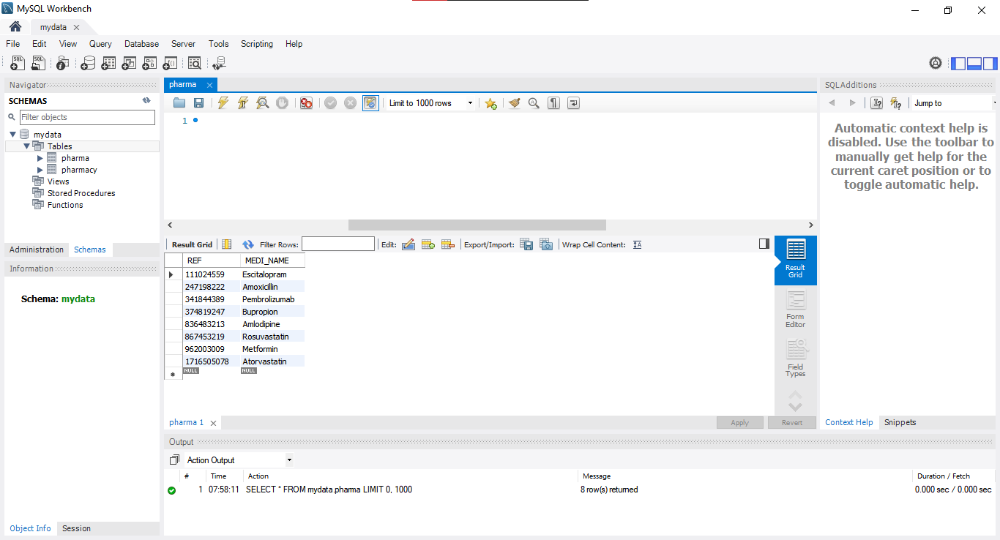 MySQL Workbench
mydata
File Edit View Query Database Server Tools Scripting Help
Navigator
SCHEMAS
Filter objects
mydata
Tables
pharma
pharmacy
Views
Stored Procedures
Functions
Administration Schemas
Information
Schema: mydata
Object Info Session
pharma
Limit to 1000 rows
1
Result Grid Filter Rows: Edit: Export/Import: Wrap Cell Content:
REF MEDI_NAME
111024559 Escitalopram
247198222 Amoxicillin
341844389 Pembrolizumab
374819247 Bupropion
836483213 Amlodipine
867453219 Rosuvastatin
962003009 Metformin
1716505078 Atorvastatin
NULL NULL
Result
Grid
Form
Editor
Field
Types
pharma 1
Apply Revert
SQLAdditions
Jump to
Automatic context help is
disabled. Use the toolbar to
manually get help for the
current caret position or to
toggle automatic help.
Context Help Snippets
Output
Action Output
# Time Action Message Duration / Fetch
1 07:58:11 SELECT * FROM mydata.pharma LIMIT 0, 1000 8 row(s) returned 0.000 sec / 0.000 sec